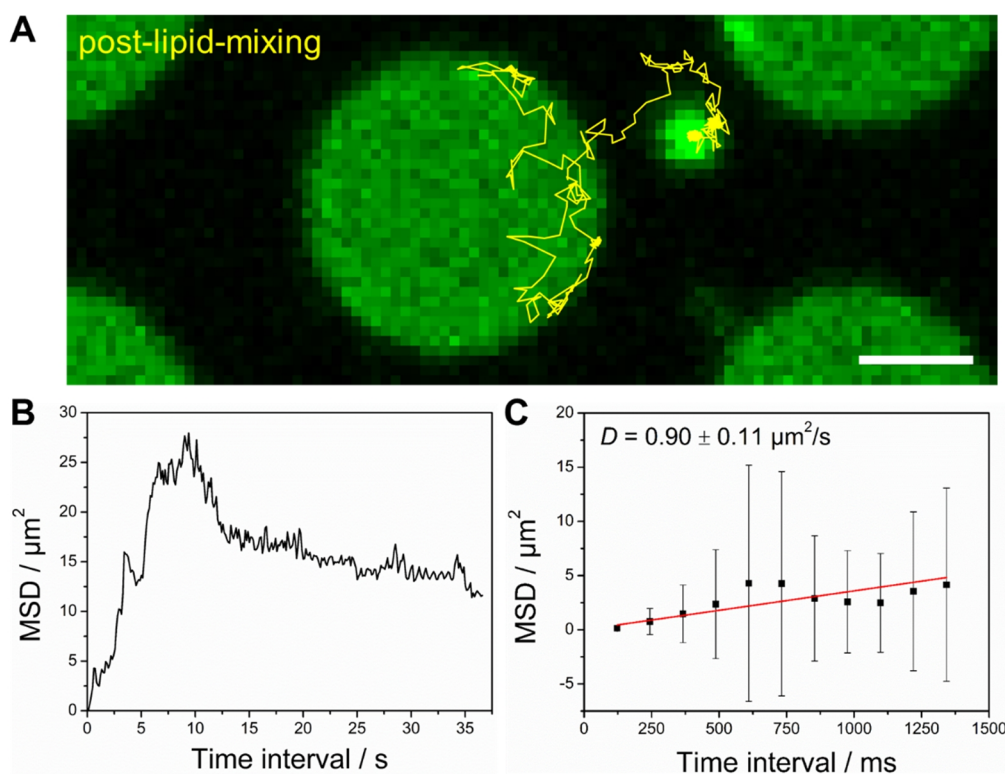 A
post-lipid-mixing
B
30
25
20
15
10
5
0
0 5 10 15 20 25 30 35
MSD / µm²
Time interval / s
C
D = 0.90 ± 0.11 µm²/s
20
15
10
5
0
-5
0 250 500 750 1000 1250 1500
MSD / µm²
Time interval / ms